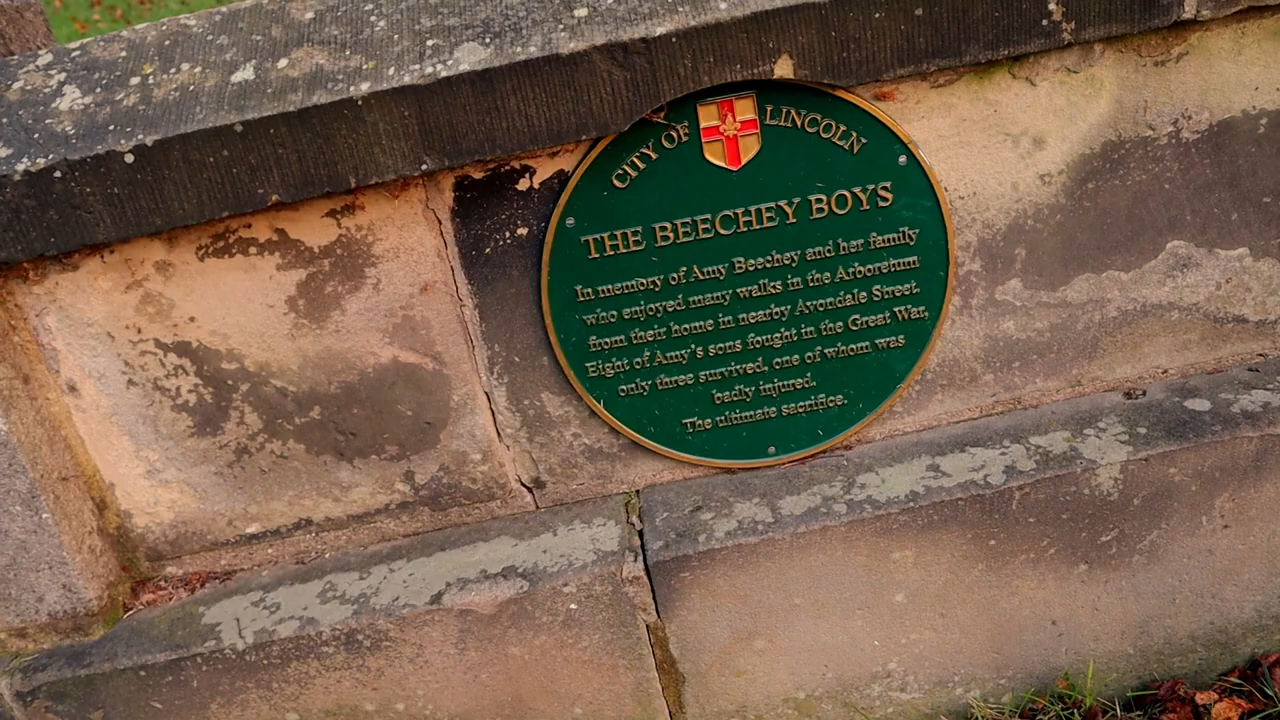 CITY OF LINCOLN
THE BEECHEY BOYS
In memory of Amy Beechey and her family
who enjoyed many walks in the Arboretum
from their home in nearby Avondale Street.
Eight of Amy's sons fought in the Great War,
only three survived, one of whom was
badly injured.
The ultimate sacrifice.